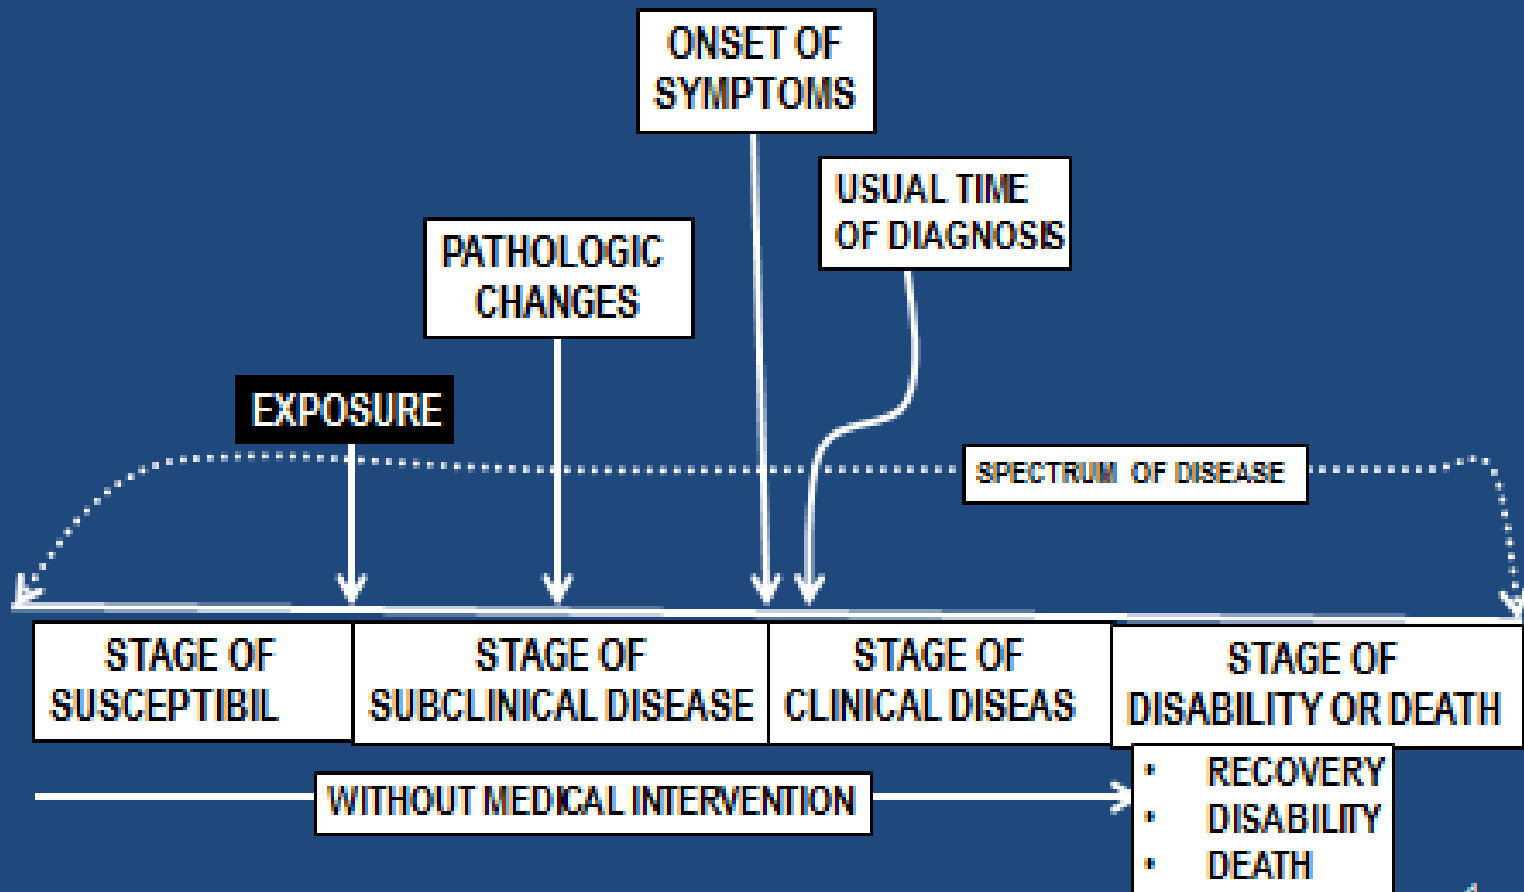 ONSET OF
SYMPTOMS
USUAL TIME
OF DIAGNOSIS
PATHOLOGIC
CHANGES
EXPOSURE
SPECTRUM OF DISEASE
STAGE OF
SUSCEPTIBIL
STAGE OF
SUBCLINICAL DISEASE
STAGE OF
CLINICAL DISEAS
STAGE OF
DISABILITY OR DEATH
WITHOUT MEDICAL INTERVENTION
• RECOVERY
• DISABILITY
• DEATH